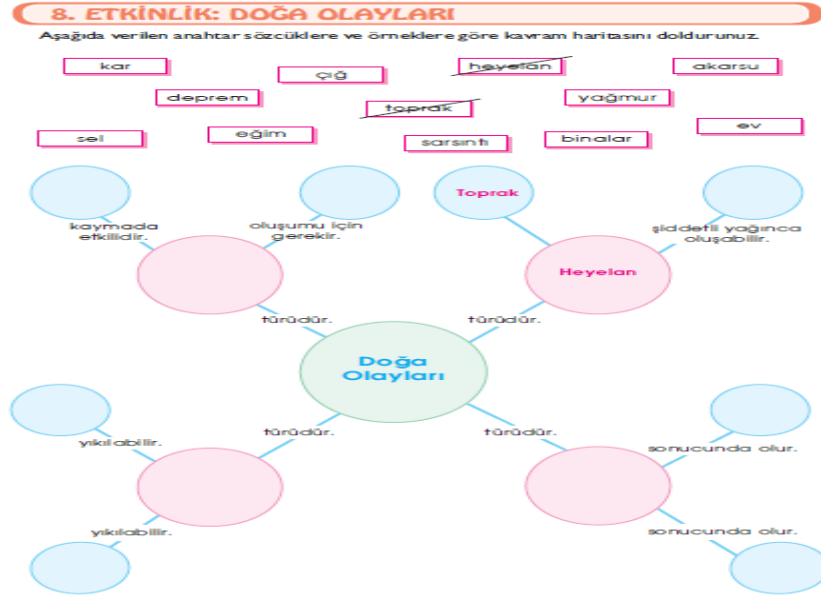 8. ETKİNLİK: DOĞA OLAYLARI
Aşağıda verilen anahtar sözcüklere ve örneklere göre kavram haritasını doldurunuz.
kar
çığ
heyelan
akarsu
deprem
toprak
yağmur
sel
eğim
sarsıntı
binalar
ev
Toprak
kaymada
etkilidir.
oluşumu için
gerekir.
şiddetli yağınca
oluşabilir.
Heyelan
türüdür.
türüdür.
Doğa
Olayları
türüdür.
türüdür.
yıkılabilir.
sonucunda olur.
yıkılabilir.
sonucunda olur.